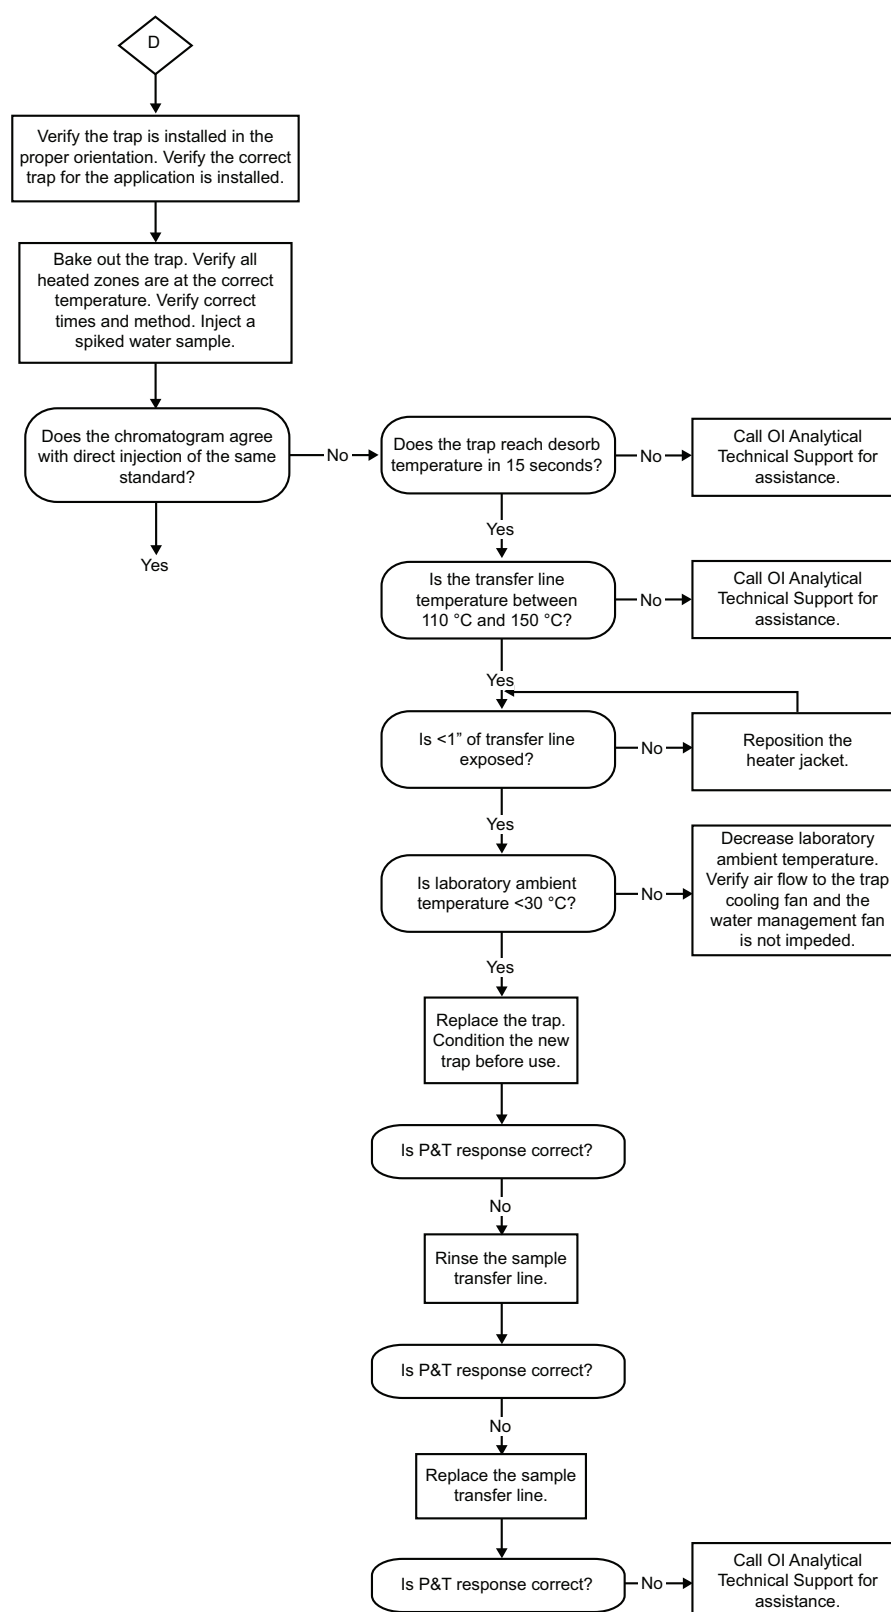 D
Verify the trap is installed in the
proper orientation. Verify the correct
trap for the application is installed.
Bake out the trap. Verify all
heated zones are at the correct
temperature. Verify correct
times and method. Inject a
spiked water sample.
Does the chromatogram agree
with direct injection of the same
standard?
No
Does the trap reach desorb
temperature in 15 seconds?
No
Call OI Analytical
Technical Support for
assistance.
Yes
Yes
Is the transfer line
temperature between
110 °C and 150 °C?
No
Call OI Analytical
Technical Support for
assistance.
Yes
Is <1” of transfer line
exposed?
No
Reposition the
heater jacket.
Yes
Is laboratory ambient
temperature <30 °C?
No
Decrease laboratory
ambient temperature.
Verify air flow to the trap
cooling fan and the
water management fan
is not impeded.
Yes
Replace the trap.
Condition the new
trap before use.
Is P&T response correct?
No
Rinse the sample
transfer line.
Is P&T response correct?
No
Replace the sample
transfer line.
Is P&T response correct?
No
Call OI Analytical
Technical Support for
assistance.